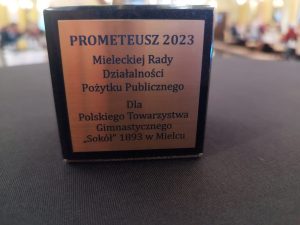 PROMETEUSZ 2023
Mieleckiej Rady
Działalności
Pożytku Publicznego
Dla
Polskiego Towarzystwa
Gimnastycznego
„Sokół” 1893 w Mielcu